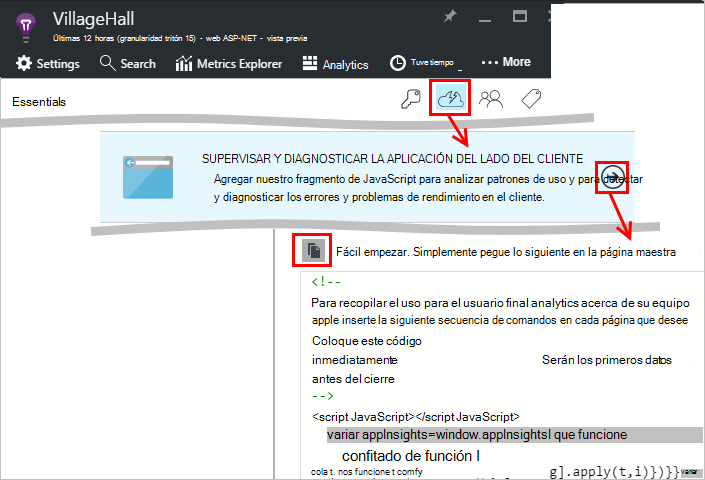 VillageHall
Últimas 12 horas (granularidad tritón 15) - web ASP-NET - vista previa
Settings Search Metrics Explorer Analytics Tuve tiempo ... More
Essentials
SUPERVISAR Y DIAGNOSTICAR LA APLICACIÓN DEL LADO DEL CLIENTE
Agregar nuestro fragmento de JavaScript para analizar patrones de uso y para detectar
y diagnosticar los errores y problemas de rendimiento en el cliente.
Fácil empezar. Simplemente pegue lo siguiente en la página maestra
<!--
Para recopilar el uso para el usuario final analytics acerca de su equipo
apple inserte la siguiente secuencia de comandos en cada página que desee
Coloque este código
inmediatamente Serán los primeros datos
antes del cierre
-->
<script JavaScript></script JavaScript>
variar appInsights=window.appInsightsl que funcione
confitado de función l
cola t. nos funcione t comfy g].apply(t,i)})}}